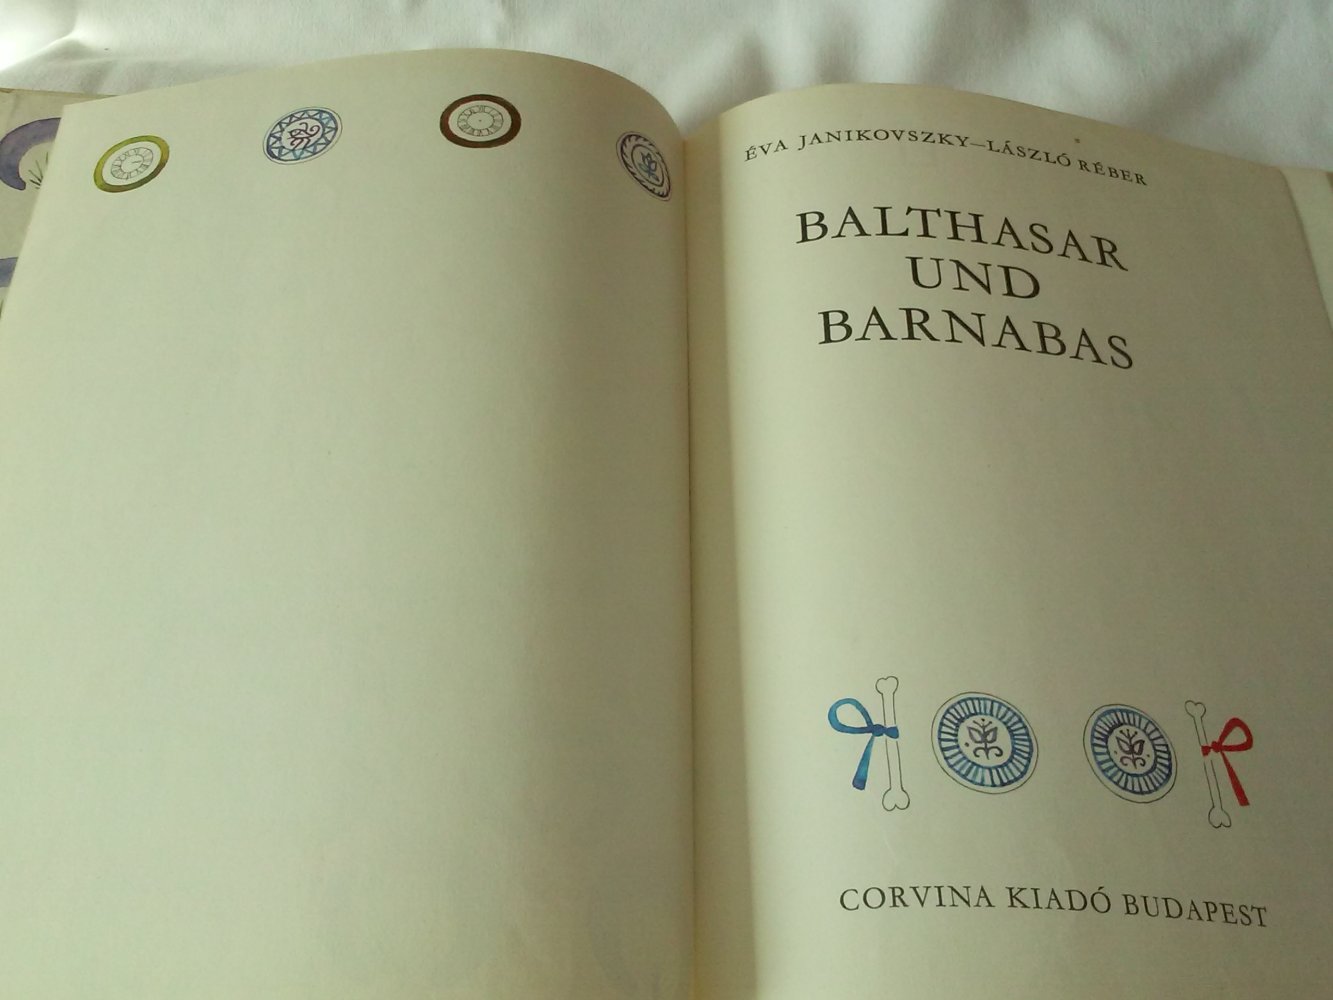 ÉVA JANIKOVSZKY—LÁSZLÓ RÉBER
BALTHASAR
UND
BARNABAS
CORVINA KIADÓ BUDAPEST